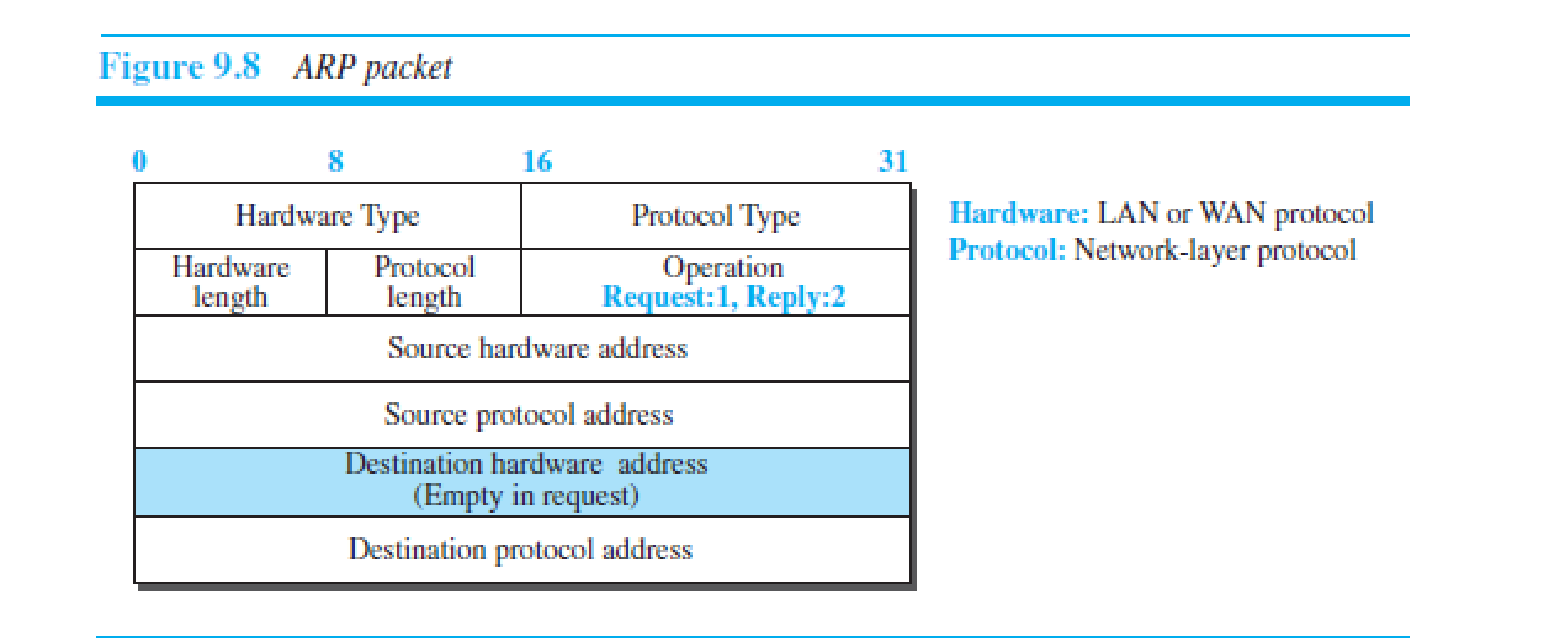 Figure 9.8 ARP packet
0 8 16 31
Hardware Type Protocol Type
Hardware: LAN or WAN protocol
Protocol: Network-layer protocol
Hardware length Protocol length Operation
Request:1, Reply:2
Source hardware address
Source protocol address
Destination hardware address
(Empty in request)
Destination protocol address